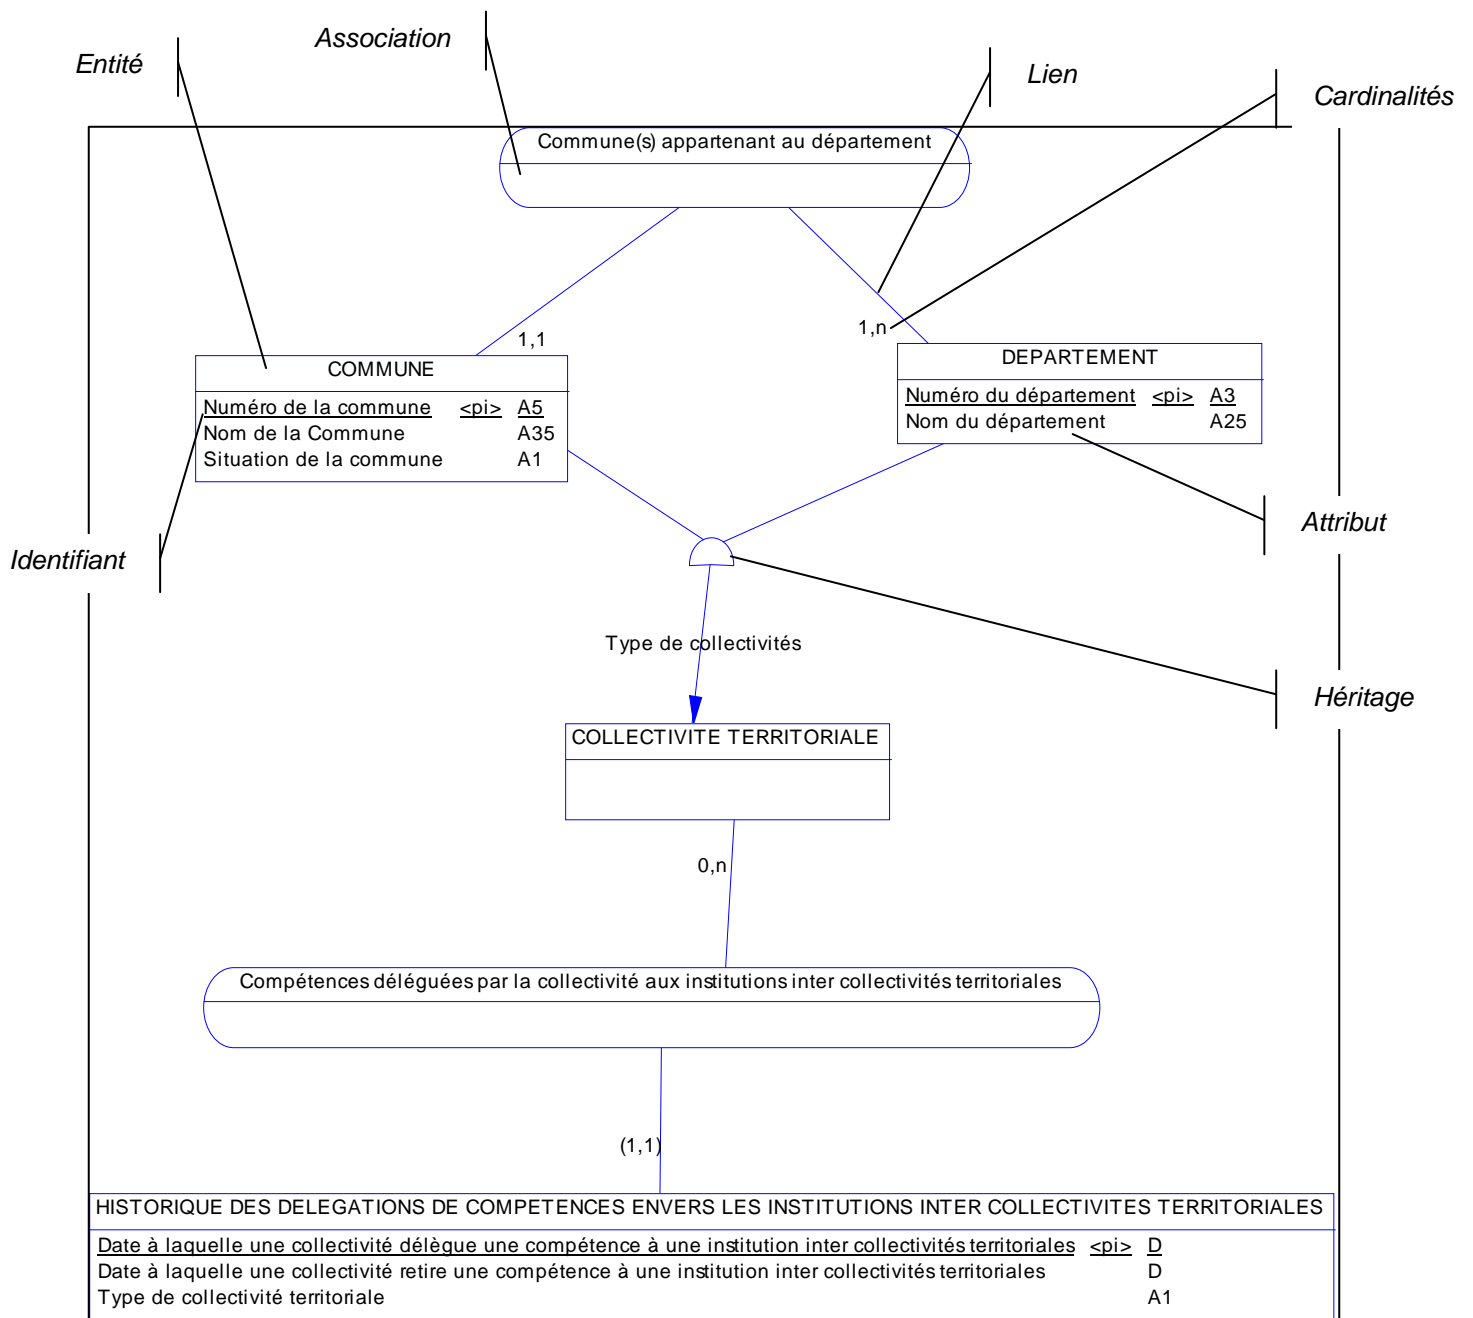 Association
Entité
Lien
Cardinalités
Commune(s) appartenant au département
1,1
1,n
COMMUNE
Numéro de la commune <pi> A5
Nom de la Commune A35
Situation de la commune A1
DEPARTEMENT
Numéro du département <pi> A3
Nom du département A25
Attribut
Identifiant
Type de collectivités
Héritage
COLLECTIVITE TERRITORIALE
0,n
Compétences déléguées par la collectivité aux institutions inter collectivités territoriales
(1,1)
HISTORIQUE DES DELEGATIONS DE COMPETENCES ENVERS LES INSTITUTIONS INTER COLLECTIVITES TERRITORIALES
Date à laquelle une collectivité délègue une compétence à une institution inter collectivités territoriales <pi> D
Date à laquelle une collectivité retire une compétence à une institution inter collectivités territoriales D
Type de collectivité territoriale A1